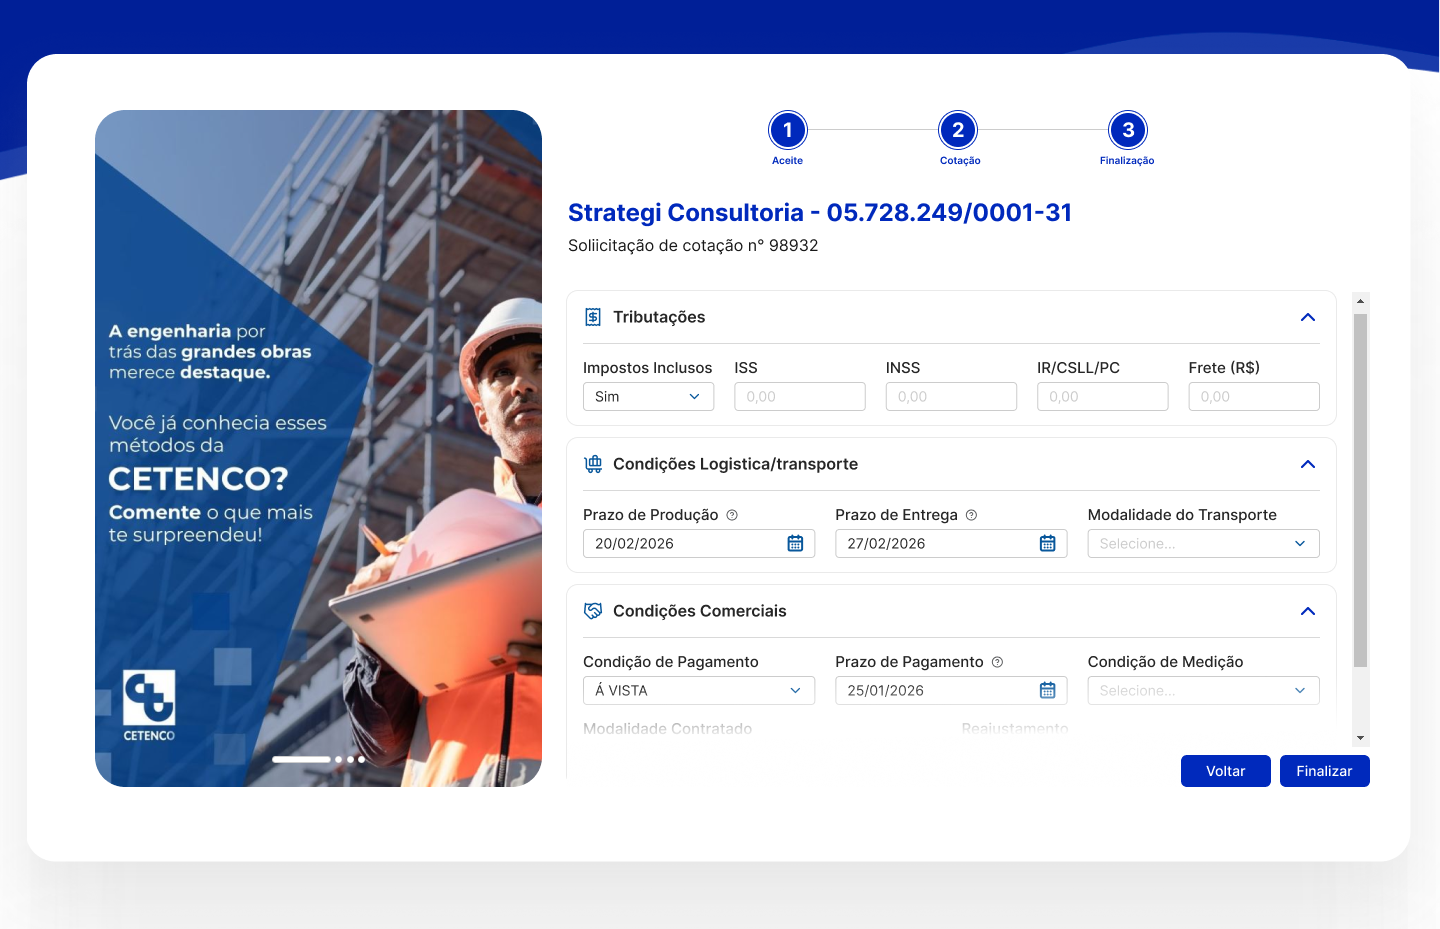 A engenharia por
trás das grandes obras
merece destaque.
Você já conhecia esses
métodos da
CETENCO?
Comente o que mais
te surpreendeu!
CETENCO
1 2 3
Aceite Cotação Finalização
Strategi Consultoria - 05.728.249/0001-31
Soliicitação de cotação n° 98932
Tributações
Impostos Inclusos ISS INSS IR/CSLL/PC Frete (R$)
Sim 0,00 0,00 0,00 0,00
Condições Logistica/transporte
Prazo de Produção Prazo de Entrega Modalidade do Transporte
20/02/2026 27/02/2026 Selecione...
Condições Comerciais
Condição de Pagamento Prazo de Pagamento Condição de Medição
Á VISTA 25/01/2026 Selecione...
Modalidade Contratado Reajustamento
Voltar Finalizar